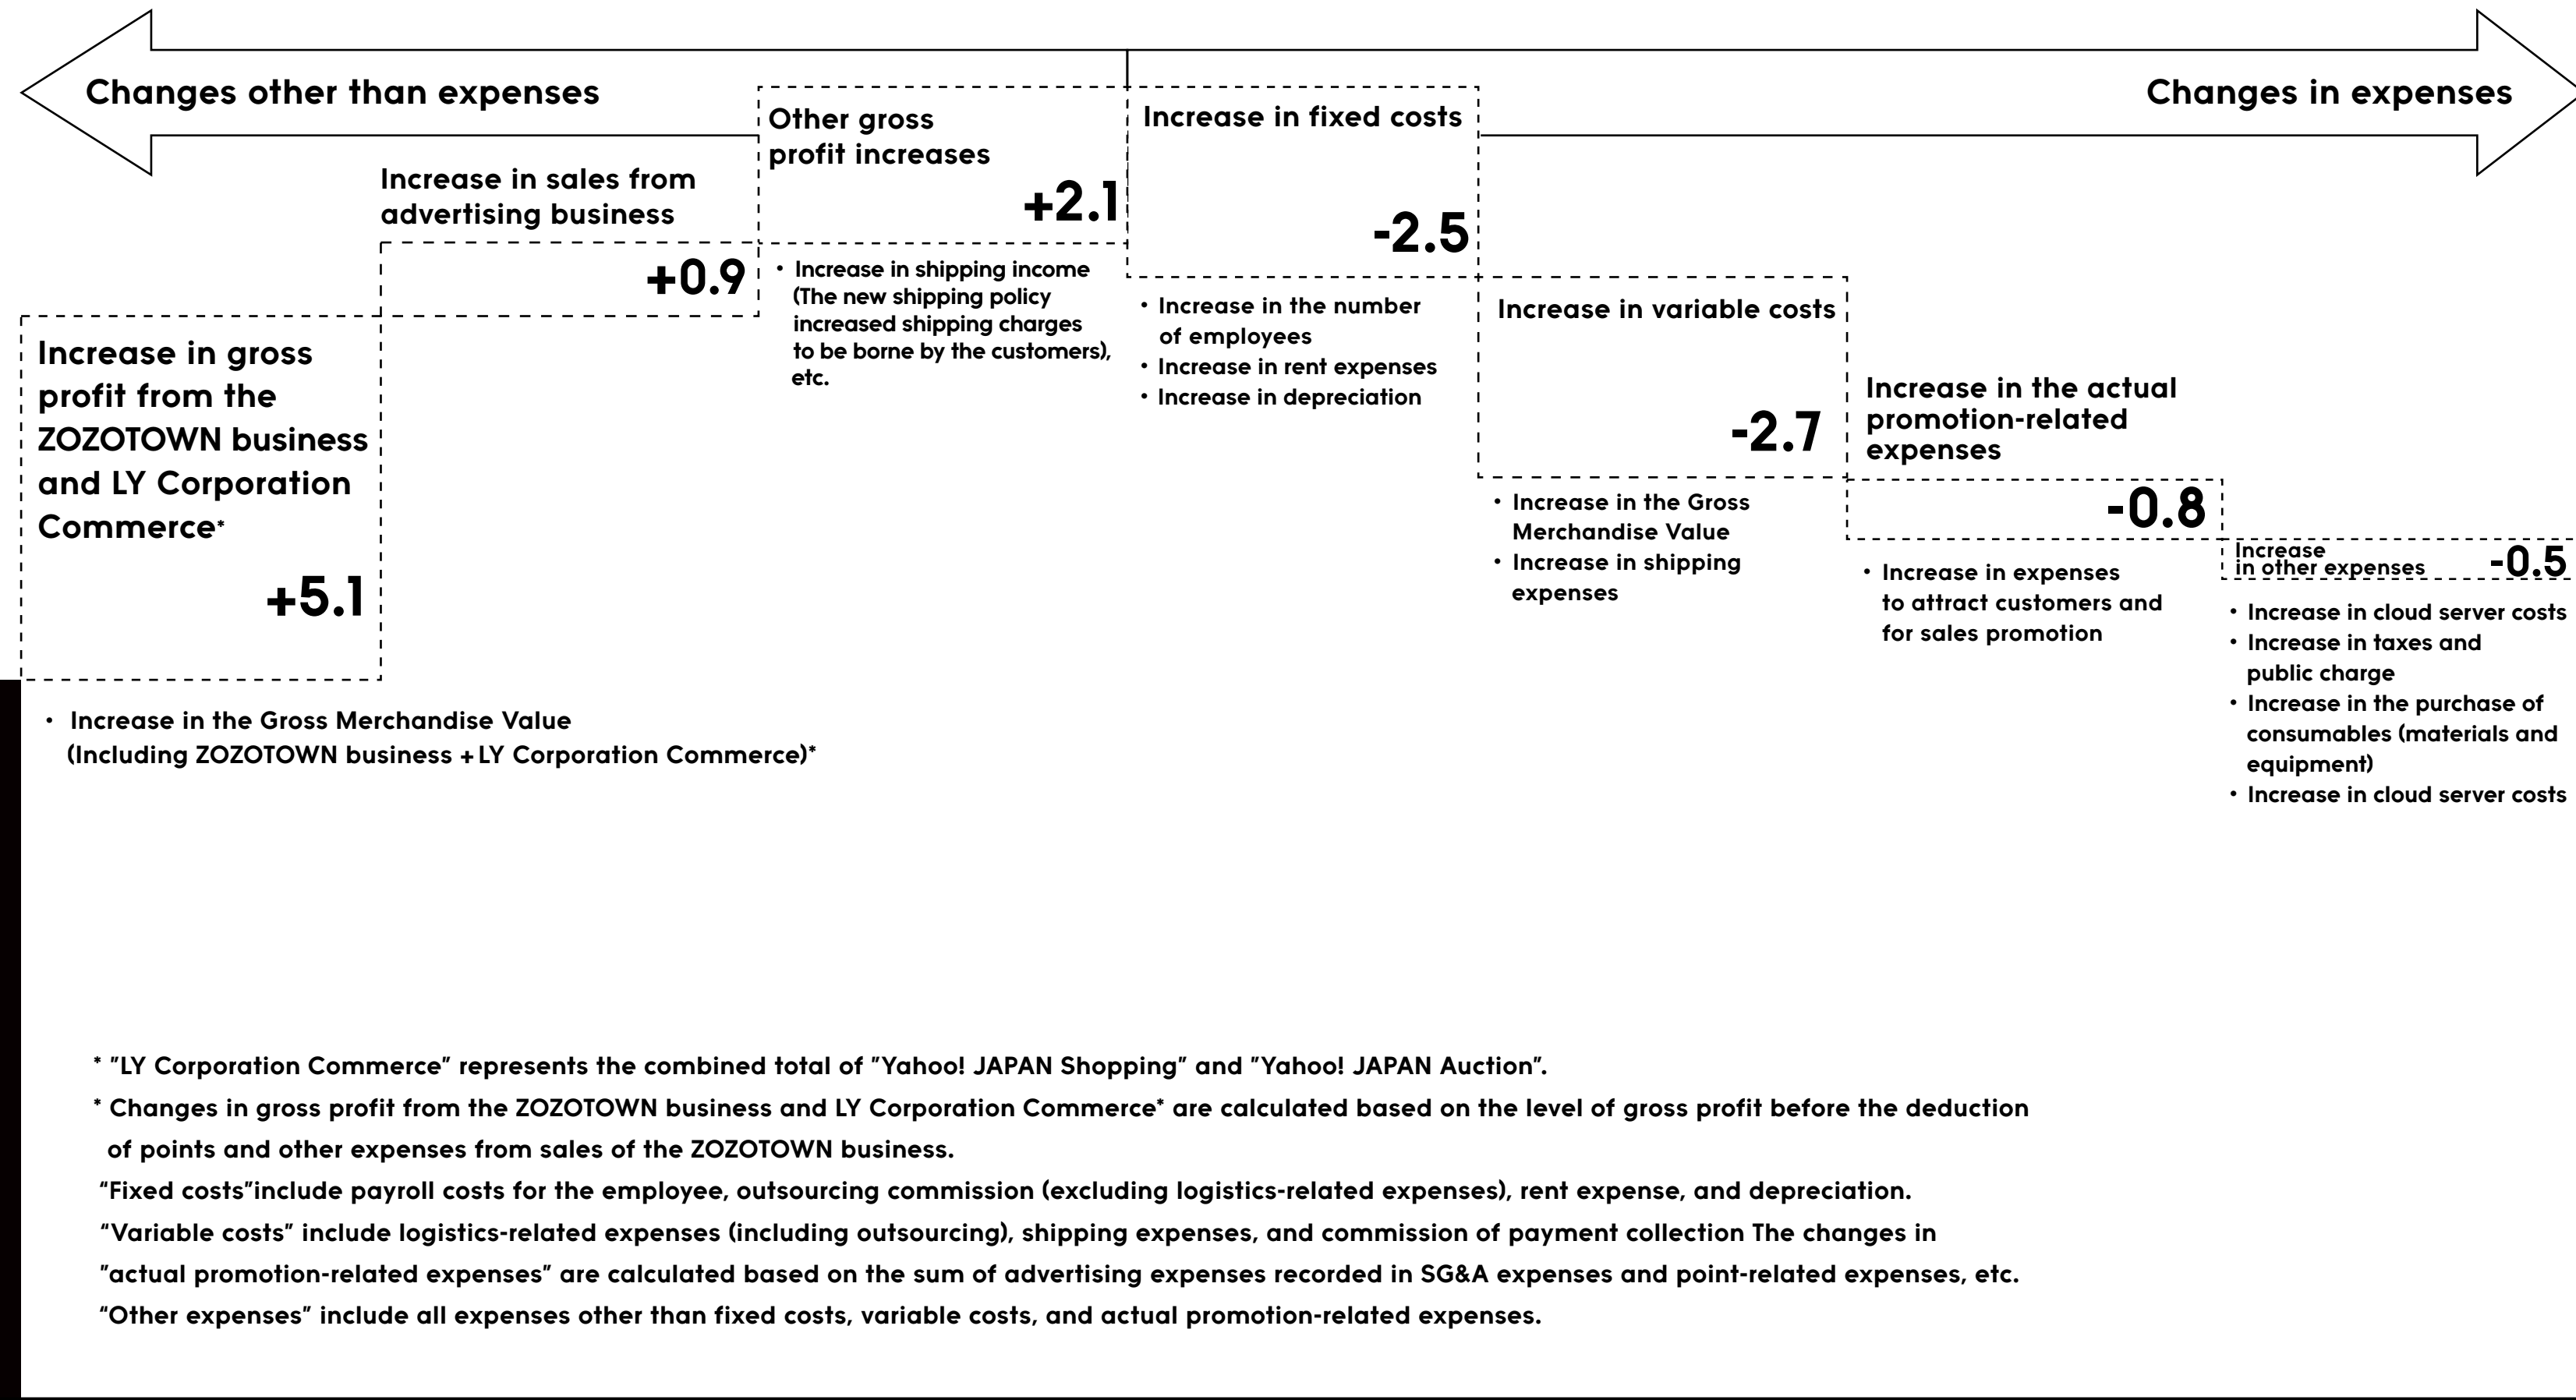 Changes other than expenses
Changes in expenses
Increase in gross
profit from the
ZOZOTOWN business
and LY Corporation
Commerce*
+5.1
• Increase in the Gross Merchandise Value
(Including ZOZOTOWN business +LY Corporation Commerce)*
Increase in sales from
advertising business
+0.9
Other gross
profit increases
+2.1
• Increase in shipping income
(The new shipping policy
increased shipping charges
to be borne by the customers),
etc.
Increase in fixed costs
-2.5
• Increase in the number
of employees
• Increase in rent expenses
• Increase in depreciation
Increase in variable costs
-2.7
• Increase in the Gross
Merchandise Value
• Increase in shipping
expenses
Increase in the actual
promotion-related
expenses
-0.8
• Increase in expenses
to attract customers and
for sales promotion
Increase
in other expenses
-0.5
• Increase in cloud server costs
• Increase in taxes and
public charge
• Increase in the purchase of
consumables (materials and
equipment)
• Increase in cloud server costs
* "LY Corporation Commerce" represents the combined total of "Yahoo! JAPAN Shopping" and "Yahoo! JAPAN Auction".
* Changes in gross profit from the ZOZOTOWN business and LY Corporation Commerce* are calculated based on the level of gross profit before the deduction
of points and other expenses from sales of the ZOZOTOWN business.
"Fixed costs"include payroll costs for the employee, outsourcing commission (excluding logistics-related expenses), rent expense, and depreciation.
"Variable costs" include logistics-related expenses (including outsourcing), shipping expenses, and commission of payment collection The changes in
"actual promotion-related expenses" are calculated based on the sum of advertising expenses recorded in SG&A expenses and point-related expenses, etc.
"Other expenses" include all expenses other than fixed costs, variable costs, and actual promotion-related expenses.